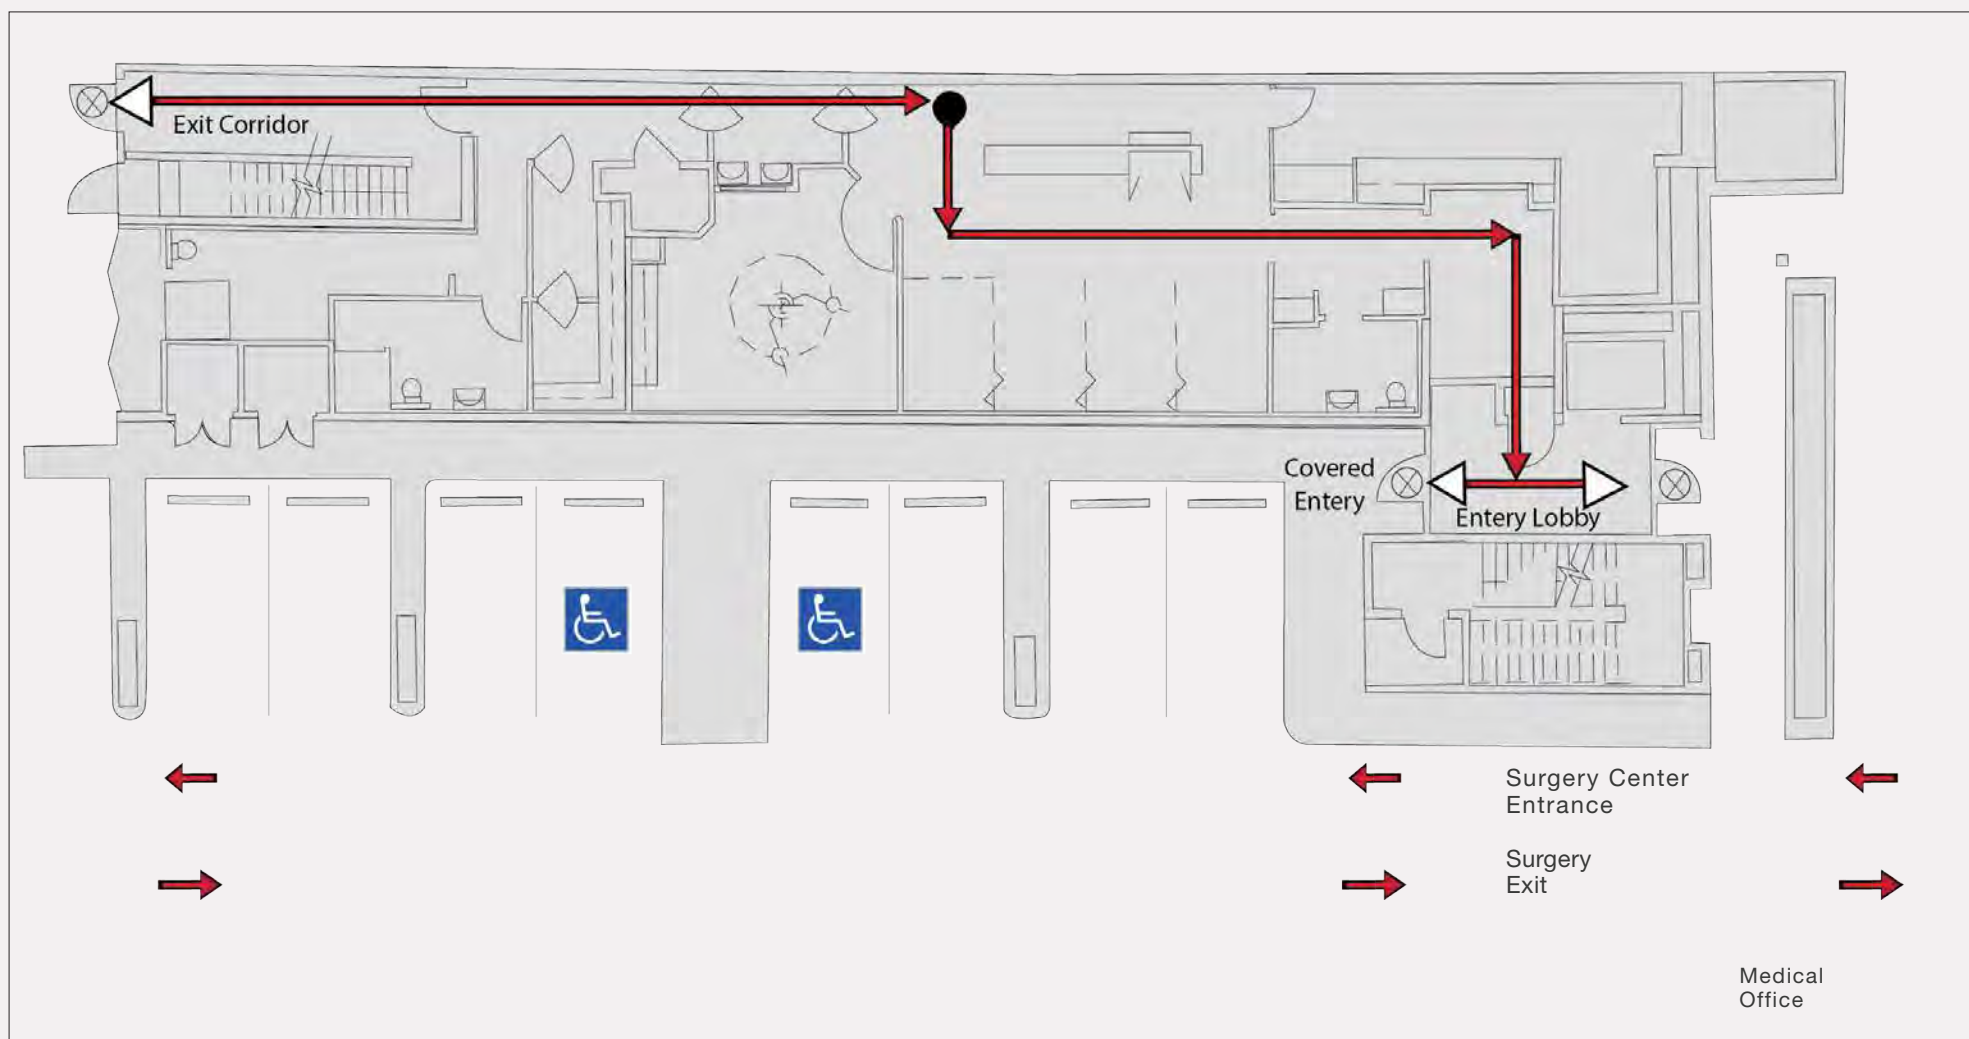 Exit Corridor
Covered
Entery
Entery Lobby
Surgery Center
Entrance
Surgery
Exit
Medical
Office